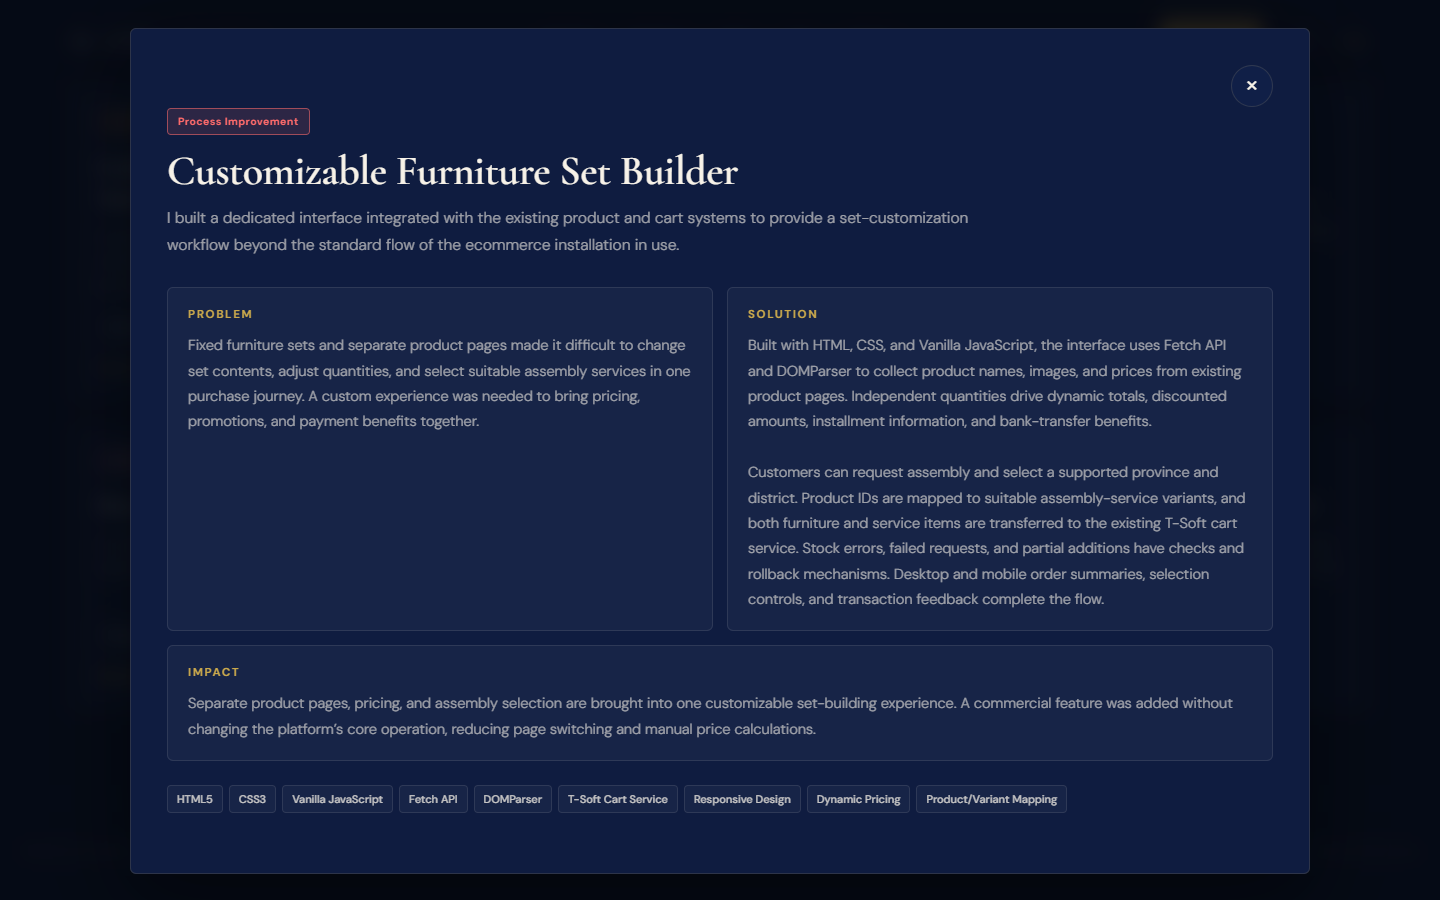 ×
Process Improvement
Customizable Furniture Set Builder
I built a dedicated interface integrated with the existing product and cart systems to provide a set-customization
workflow beyond the standard flow of the ecommerce installation in use.
PROBLEM
Fixed furniture sets and separate product pages made it difficult to change
set contents, adjust quantities, and select suitable assembly services in one
purchase journey. A custom experience was needed to bring pricing,
promotions, and payment benefits together.
SOLUTION
Built with HTML, CSS, and Vanilla JavaScript, the interface uses Fetch API
and DOMParser to collect product names, images, and prices from existing
product pages. Independent quantities drive dynamic totals, discounted
amounts, installment information, and bank-transfer benefits.
Customers can request assembly and select a supported province and
district. Product IDs are mapped to suitable assembly-service variants, and
both furniture and service items are transferred to the existing T-Soft cart
service. Stock errors, failed requests, and partial additions have checks and
rollback mechanisms. Desktop and mobile order summaries, selection
controls, and transaction feedback complete the flow.
IMPACT
Separate product pages, pricing, and assembly selection are brought into one customizable set-building experience. A commercial feature was added without
changing the platform’s core operation, reducing page switching and manual price calculations.
HTML5 CSS3 Vanilla JavaScript Fetch API DOMParser T-Soft Cart Service Responsive Design Dynamic Pricing Product/Variant Mapping